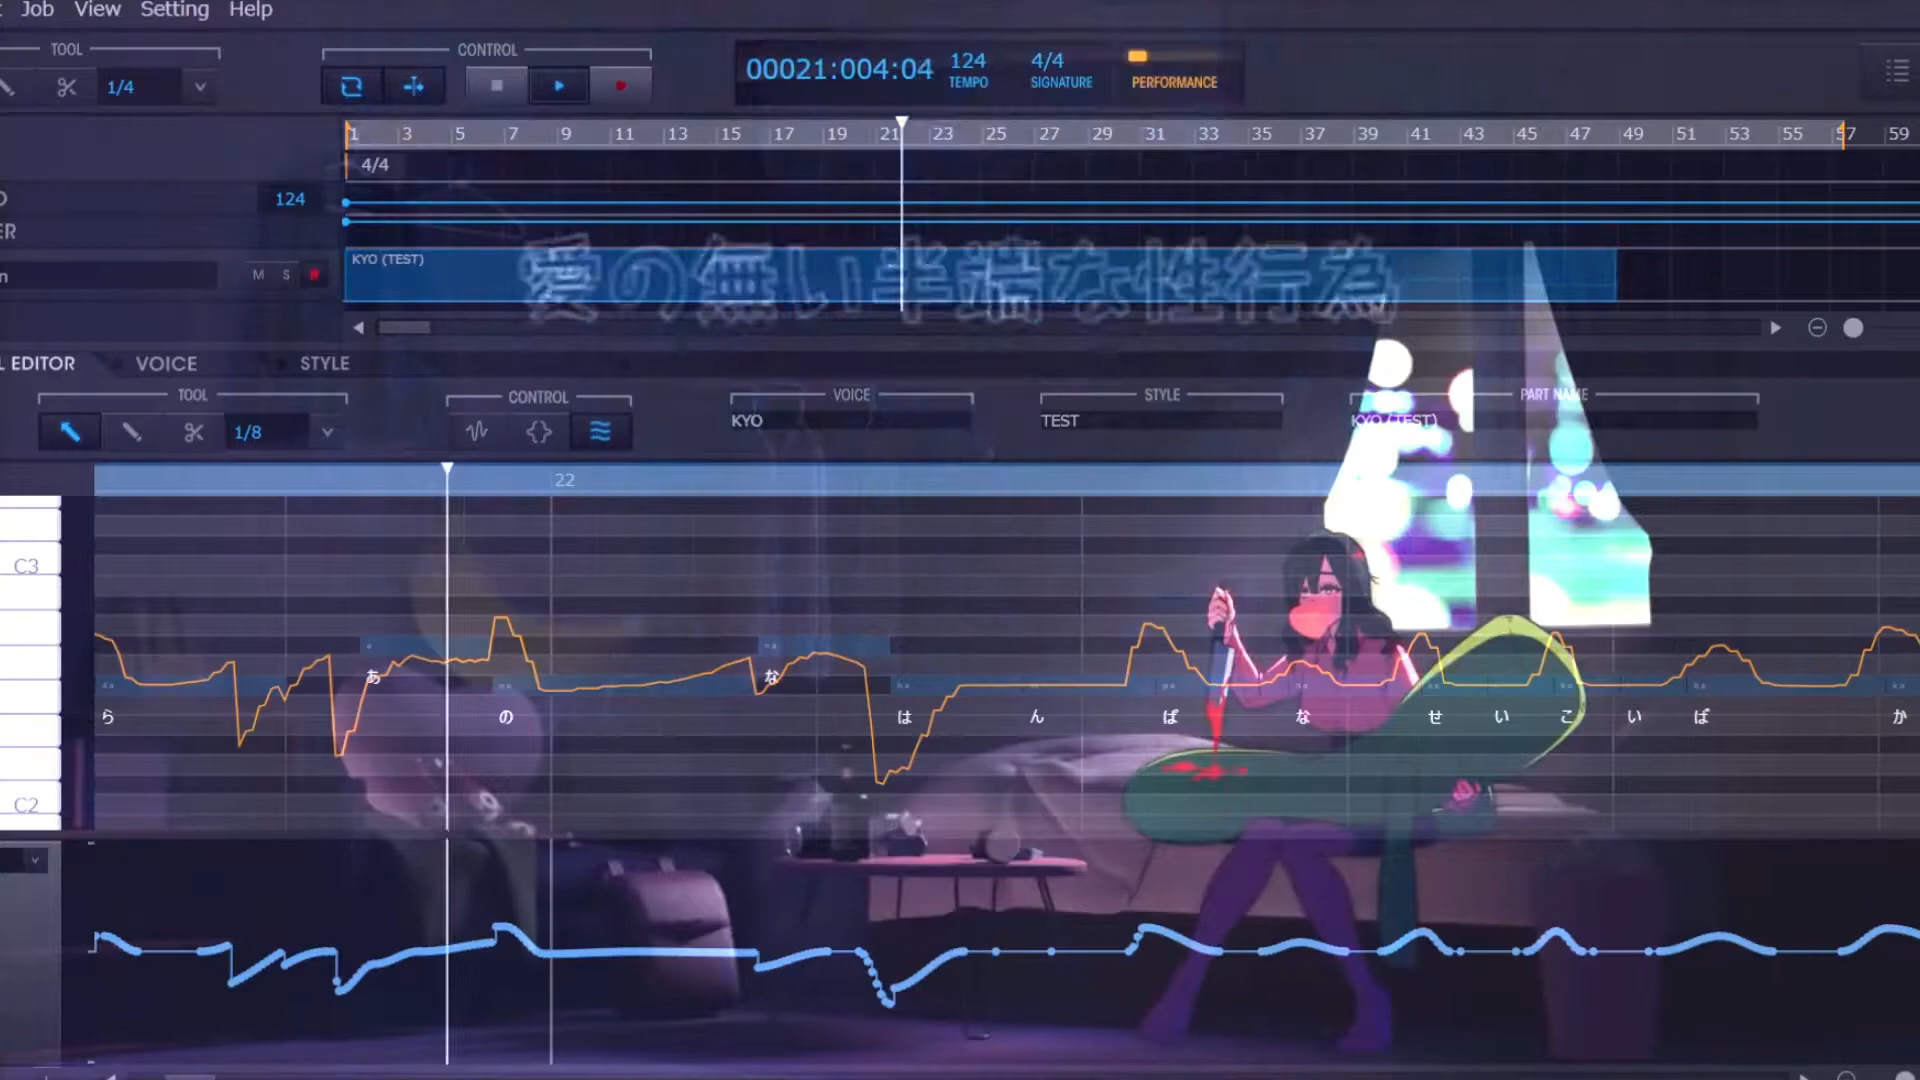 Job View Setting Help
TOOL CONTROL
1/4 00021:004:04 124 4/4
TEMPO SIGNATURE PERFORMANCE
1 3 5 7 9 11 13 15 17 19 21 23 25 27 29 31 33 35 37 39 41 43 45 47 49 51 53 55 57 59
4/4
124
ER
M S R
KYO (TEST)
愛の無い半端な性行為
L EDITOR VOICE STYLE
TOOL CONTROL VOICE STYLE PART NAME
1/8 KYO TEST KYO (TEST)
22
C3
あ な
ら の は ん ぱ な せ い こ い ば か
C2